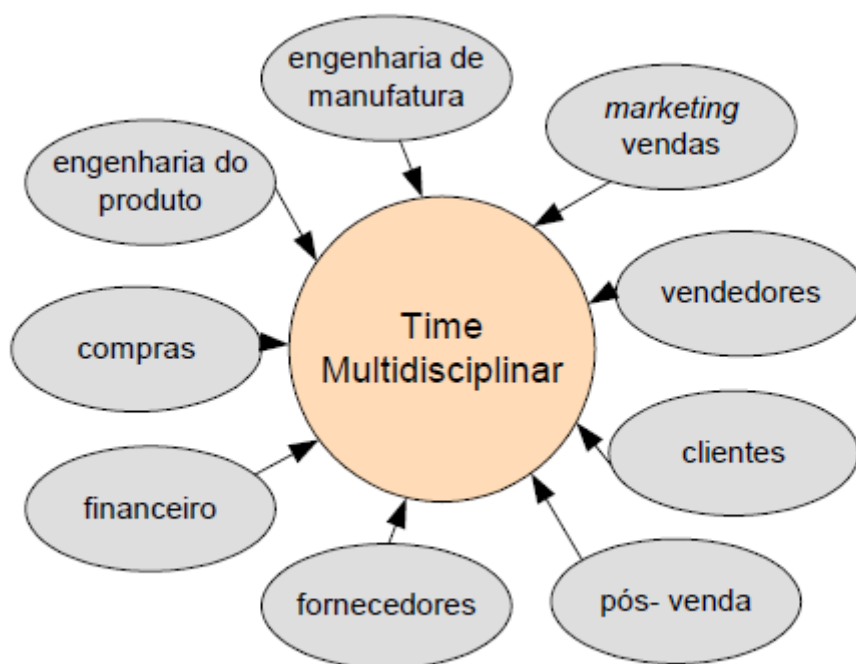 engenharia de
manufatura
marketing
vendas
engenharia do
produto
vendedores
Time
Multidisciplinar
compras
clientes
financeiro
fornecedores
pós- venda